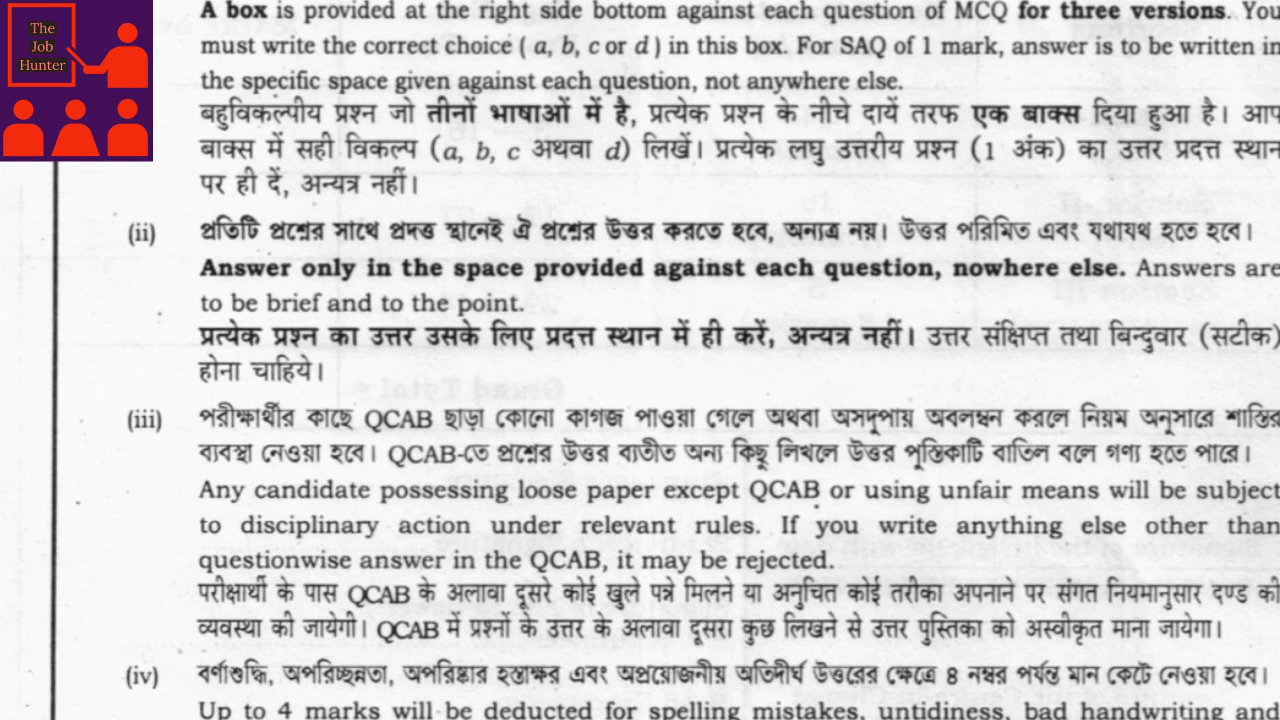 The
Job
Hunter
A box is provided at the right side bottom against each question of MCQ for three versions. You
must write the correct choice ( a, b, c or d ) in this box. For SAQ of 1 mark, answer is to be written in
the specific space given against each question, not anywhere else.
बहुविकल्पीय प्रश्न जो तीनों भाषाओं में है, प्रत्येक प्रश्न के नीचे दायें तरफ एक बाक्स दिया हुआ है। आप
बाक्स में सही विकल्प (a, b, c अथवा d) लिखें। प्रत्येक लघु उत्तरीय प्रश्न (1 अंक) का उत्तर प्रदत्त स्थान
पर ही दें, अन्यत्र नहीं।
(ii) প্রতিটি প্রশ্নের সাথে প্রদত্ত স্থানেই ঐ প্রশ্নের উত্তর করতে হবে, অন্যত্র নয়। উত্তর পরিমিত এবং যথাযথ হতে হবে।
Answer only in the space provided against each question, nowhere else. Answers are
to be brief and to the point.
प्रत्येक प्रश्न का उत्तर उसके लिए प्रदत्त स्थान में ही करें, अन्यत्र नहीं। उत्तर संक्षिप्त तथा बिन्दुवार (सटीक)
होना चाहिये।
(iii) পরীক্ষার্থীর কাছে QCAB ছাড়া কোনো কাগজ পাওয়া গেলে অথবা অসদুপায় অবলম্বন করলে নিয়ম অনুসারে শাস্তির
ব্যবস্থা নেওয়া হবে। QCAB-তে প্রশ্নের উত্তর ব্যতীত অন্য কিছু লিখলে উত্তর পুস্তিকাটি বাতিল বলে গণ্য হতে পারে।
Any candidate possessing loose paper except QCAB or using unfair means will be subject
to disciplinary action under relevant rules. If you write anything else other than
questionwise answer in the QCAB, it may be rejected.
परीक्षार्थी के पास QCAB के अलावा दूसरे कोई खुले पन्ने मिलने या अनुचित कोई तरीका अपनाने पर संगत नियमानुसार दण्ड की
व्यवस्था की जायेगी। QCAB में प्रश्नों के उत्तर के अलावा दूसरा कुछ लिखने से उत्तर पुस्तिका को अस्वीकृत माना जायेगा।
(iv) বর্ণাশুদ্ধি, অপরিচ্ছন্নতা, অপরিষ্কার হস্তাক্ষর এবং অপ্রয়োজনীয় অতিদীর্ঘ উত্তরের ক্ষেত্রে ৪ নম্বর পর্যন্ত মান কেটে নেওয়া হবে।
Up to 4 marks will be deducted for spelling mistakes, untidiness, bad handwriting and